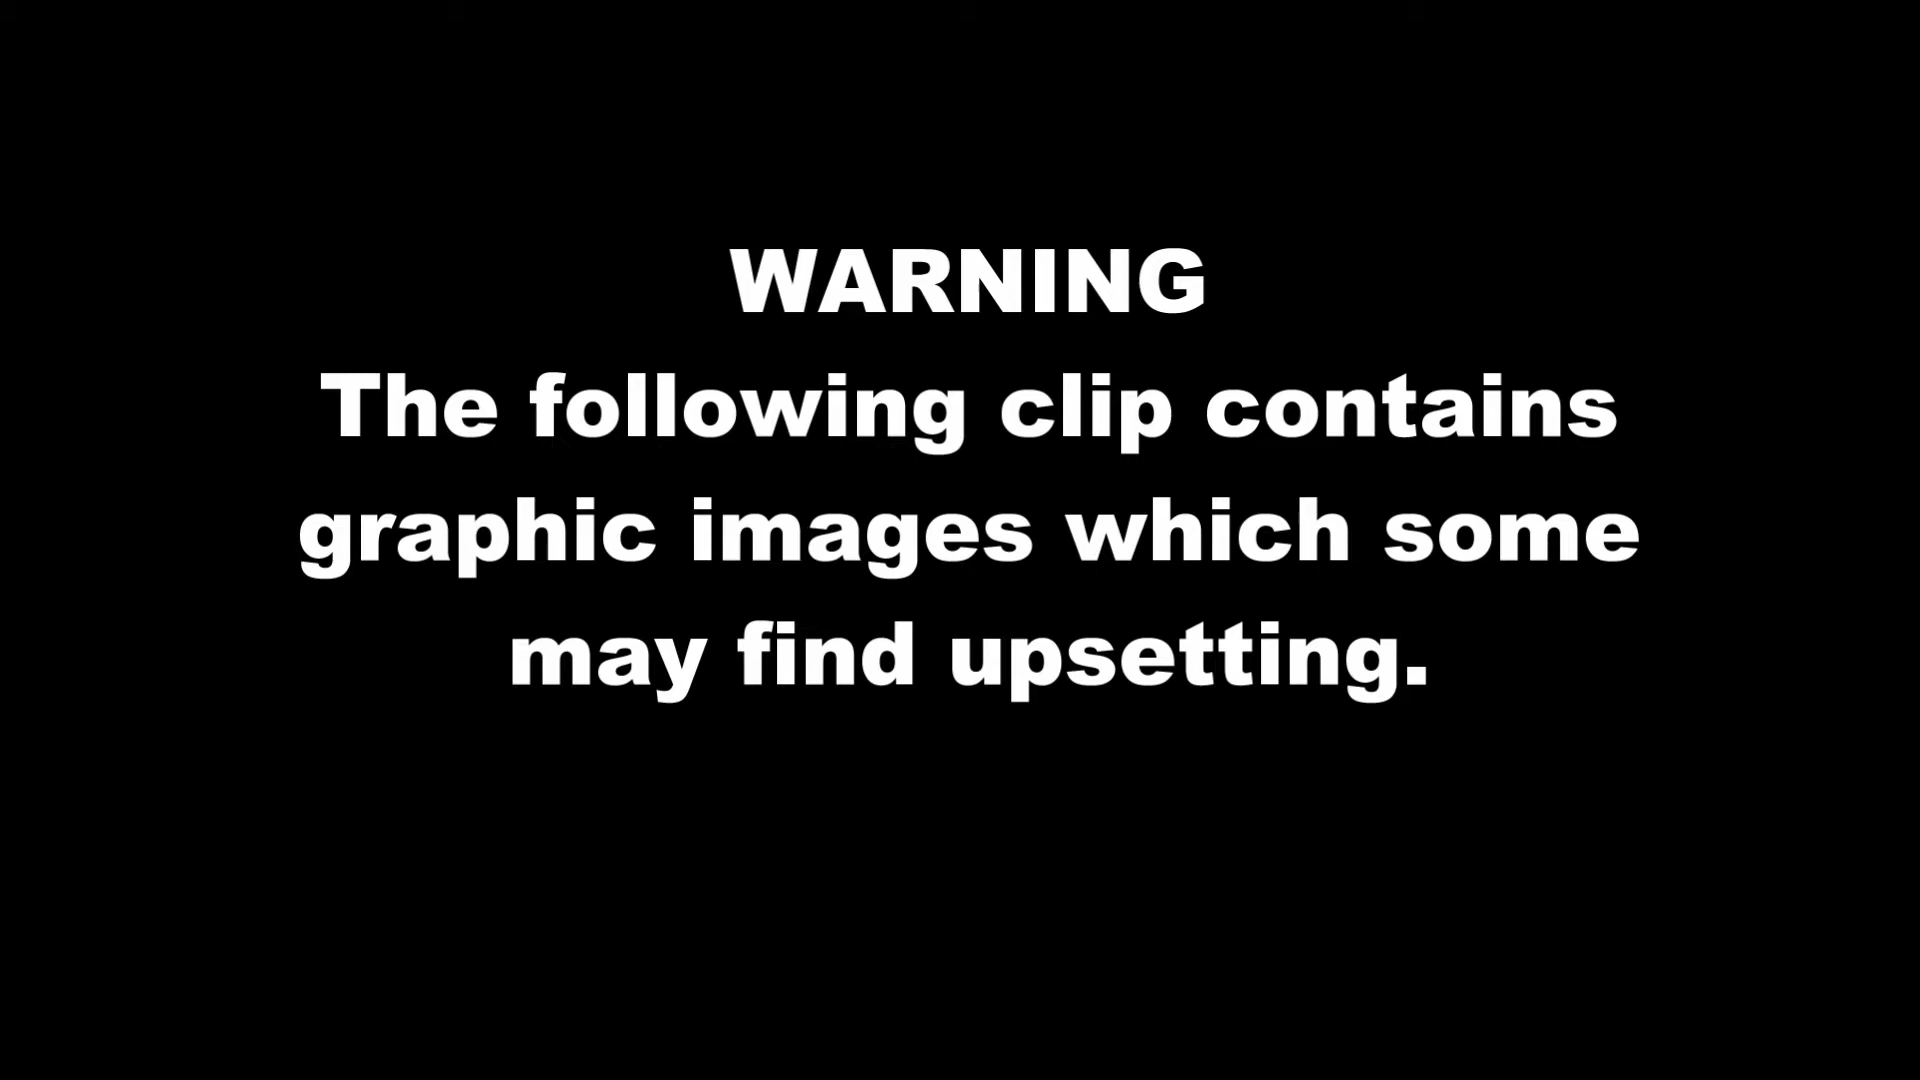 WARNING
The following clip contains
graphic images which some
may find upsetting.